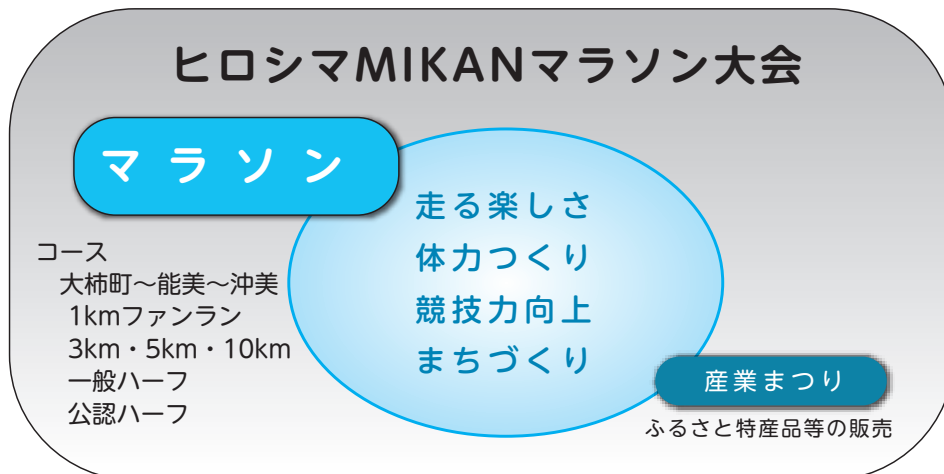 ヒロシマMIKANマラソン大会
マラソン
走る楽しさ
体力つくり
競技力向上
まちづくり
コース
大柿町～能美～沖美
1kmファンラン
3km・5km・10km
一般ハーフ
公認ハーフ
産業まつり
ふるさと特産品等の販売